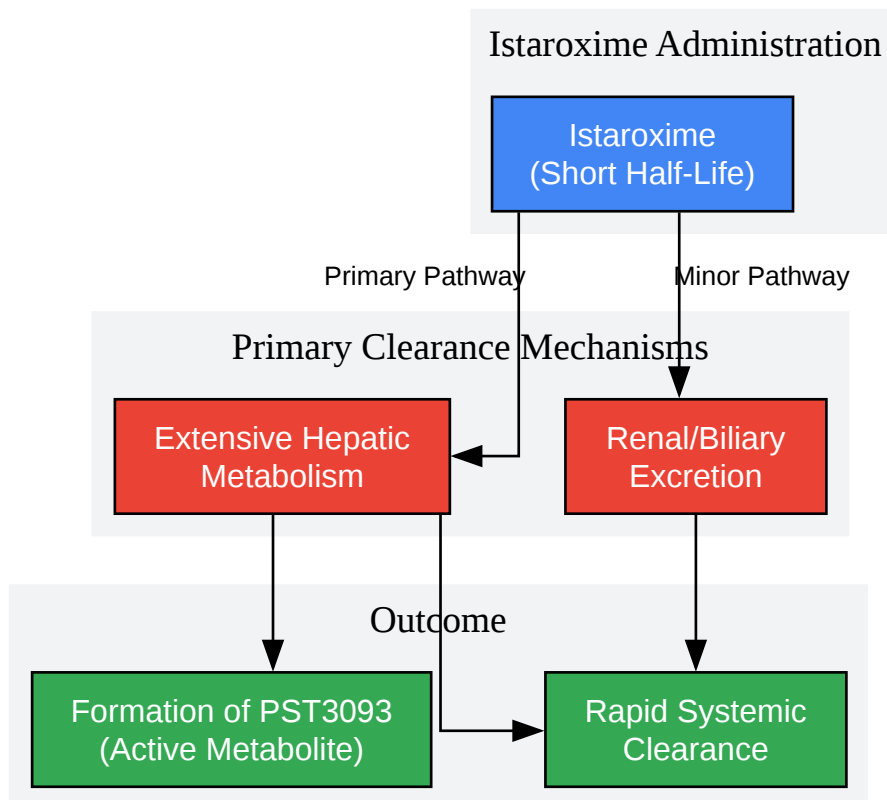 Istaroxime Administration
Istaroxime
(Short Half-Life)
Primary Pathway
Minor Pathway
Primary Clearance Mechanisms
Extensive Hepatic
Metabolism
Renal/Biliary
Excretion
Outcome
Formation of PST3093
(Active Metabolite)
Rapid Systemic
Clearance